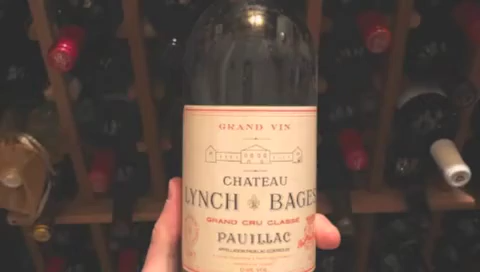 GRAND VIN
CHATEAU
LYNCH BAGES
GRAND CRU CLASSÉ
PAUILLAC